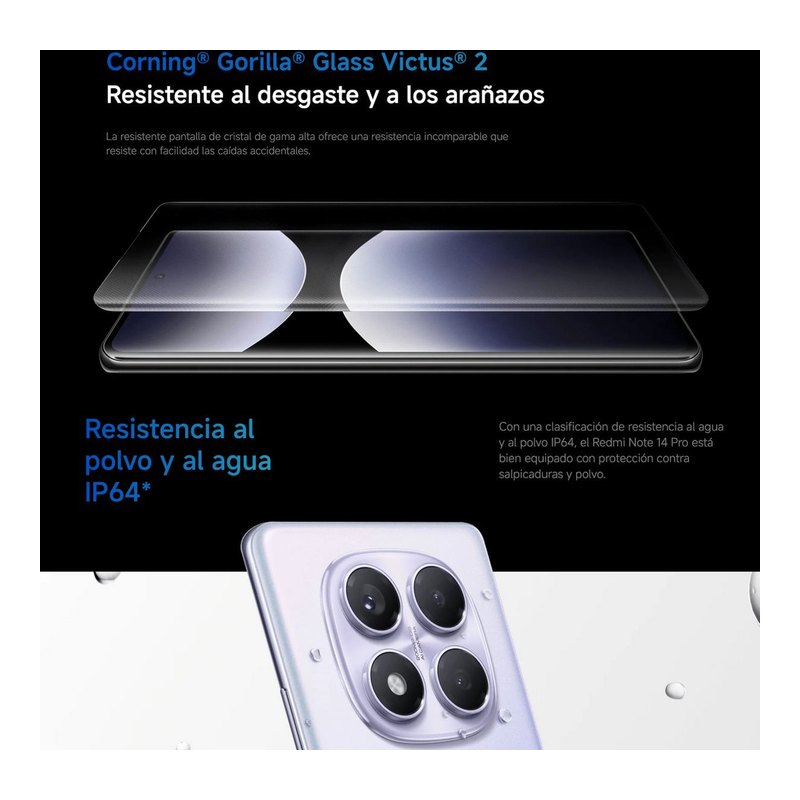 Corning® Gorilla® Glass Victus® 2
Resistente al desgaste y a los arañazos
La resistente pantalla de cristal de gama alta ofrece una resistencia incomparable que
resiste con facilidad las caídas accidentales.
Resistencia al
polvo y al agua
IP64*
Con una clasificación de resistencia al agua
y al polvo IP64, el Redmi Note 14 Pro está
bien equipado con protección contra
salpicaduras y polvo.